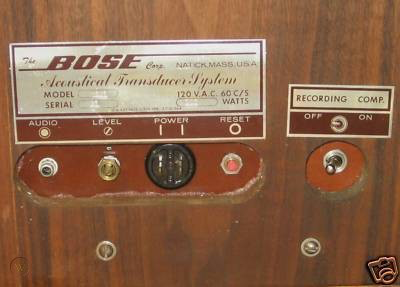 The BOSE Corp. NATICK, MASS. U.S.A
Acoustical Transducer System
MODEL 120 V.A.C. 60 C/S
SERIAL WATTS
AUDIO LEVEL POWER RESET
RECORDING COMP.
OFF ON